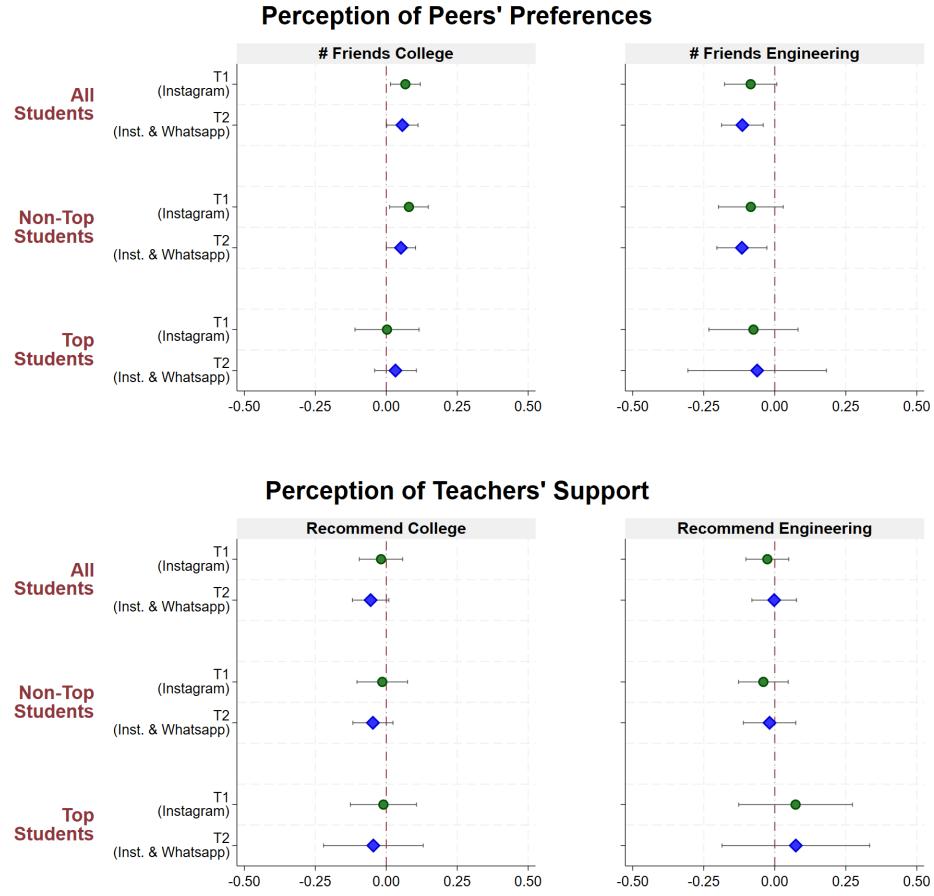 Perception of Peers' Preferences
# Friends College
# Friends Engineering
All
Students
T1
(Instagram)
T2
(Inst. & Whatsapp)
Non-Top
Students
T1
(Instagram)
T2
(Inst. & Whatsapp)
Top
Students
T1
(Instagram)
T2
(Inst. & Whatsapp)
-0.50 -0.25 0.00 0.25 0.50
-0.50 -0.25 0.00 0.25 0.50
Perception of Teachers' Support
Recommend College
Recommend Engineering
All
Students
T1
(Instagram)
T2
(Inst. & Whatsapp)
Non-Top
Students
T1
(Instagram)
T2
(Inst. & Whatsapp)
Top
Students
T1
(Instagram)
T2
(Inst. & Whatsapp)
-0.50 -0.25 0.00 0.25 0.50
-0.50 -0.25 0.00 0.25 0.50